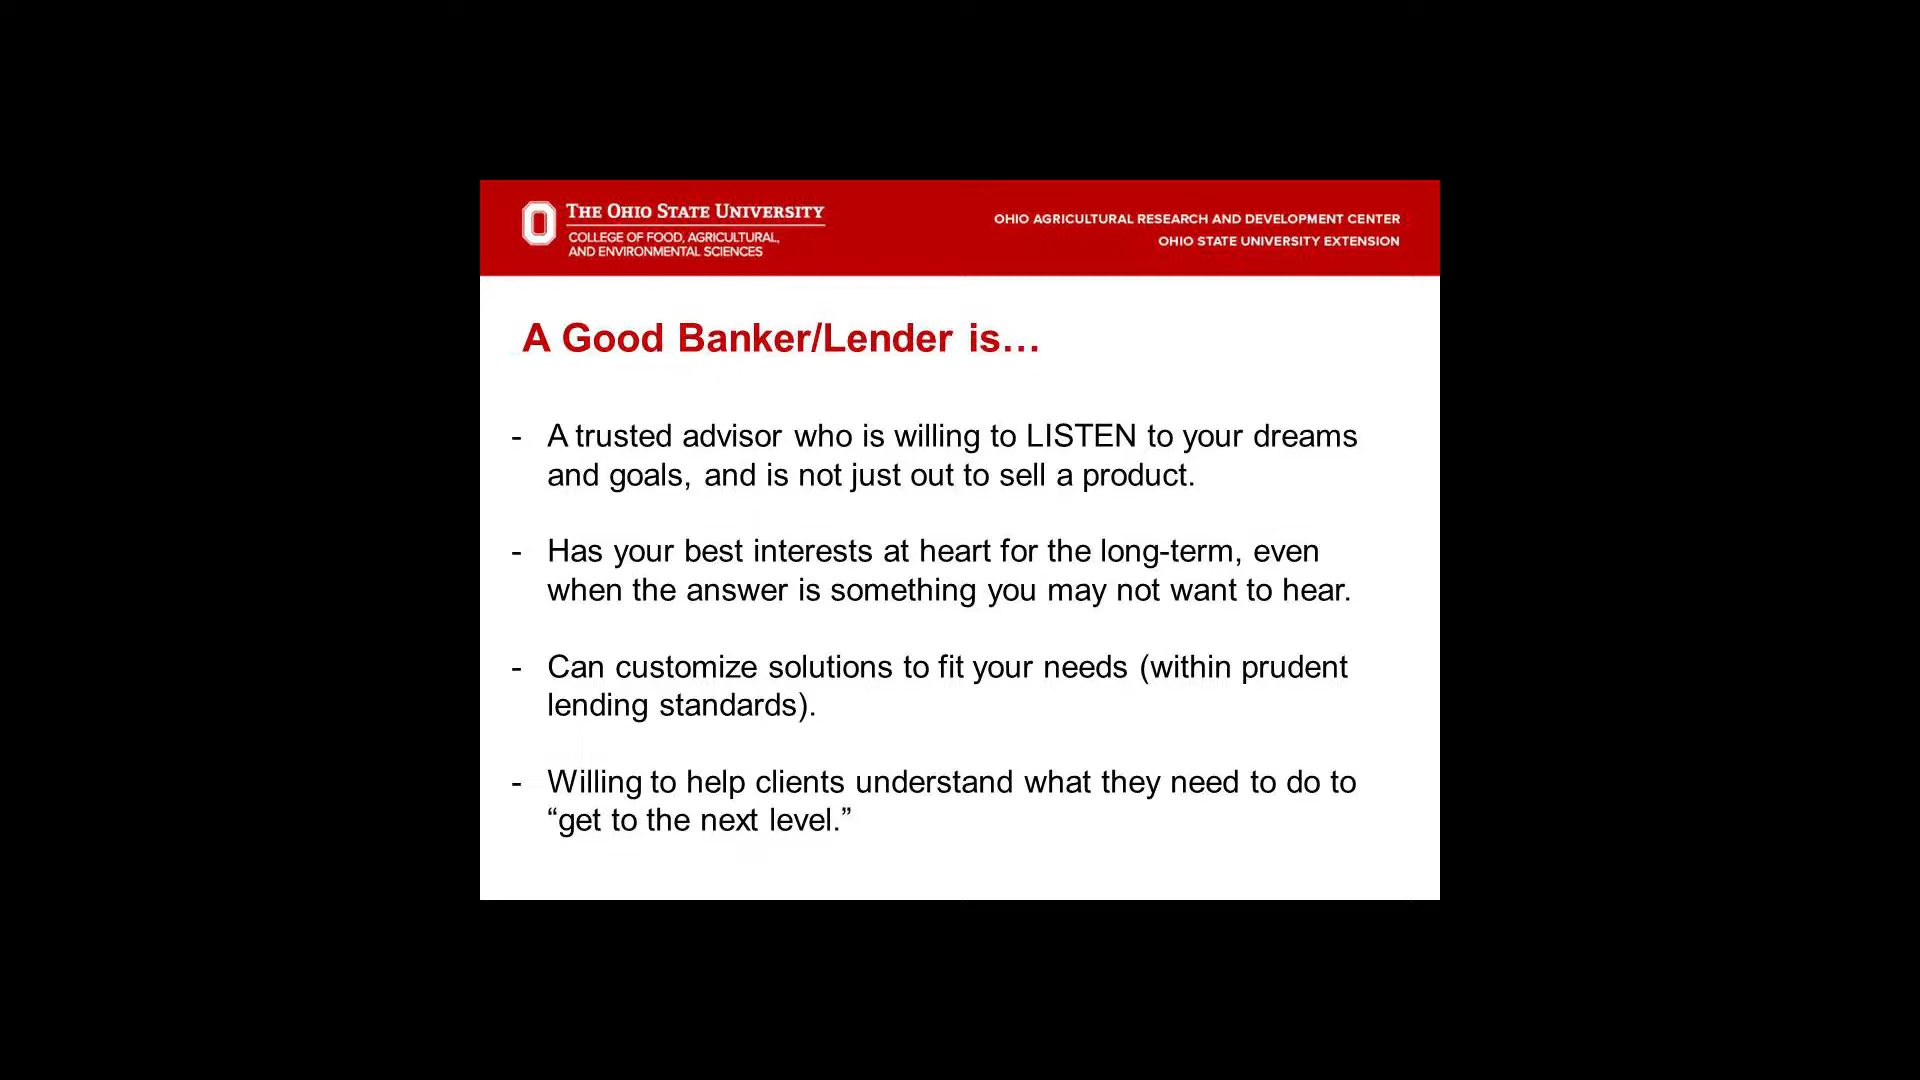 THE OHIO STATE UNIVERSITY
COLLEGE OF FOOD, AGRICULTURAL,
AND ENVIRONMENTAL SCIENCES
OHIO AGRICULTURAL RESEARCH AND DEVELOPMENT CENTER
OHIO STATE UNIVERSITY EXTENSION
A Good Banker/Lender is…
- A trusted advisor who is willing to LISTEN to your dreams
and goals, and is not just out to sell a product.
- Has your best interests at heart for the long-term, even
when the answer is something you may not want to hear.
- Can customize solutions to fit your needs (within prudent
lending standards).
- Willing to help clients understand what they need to do to
“get to the next level.”